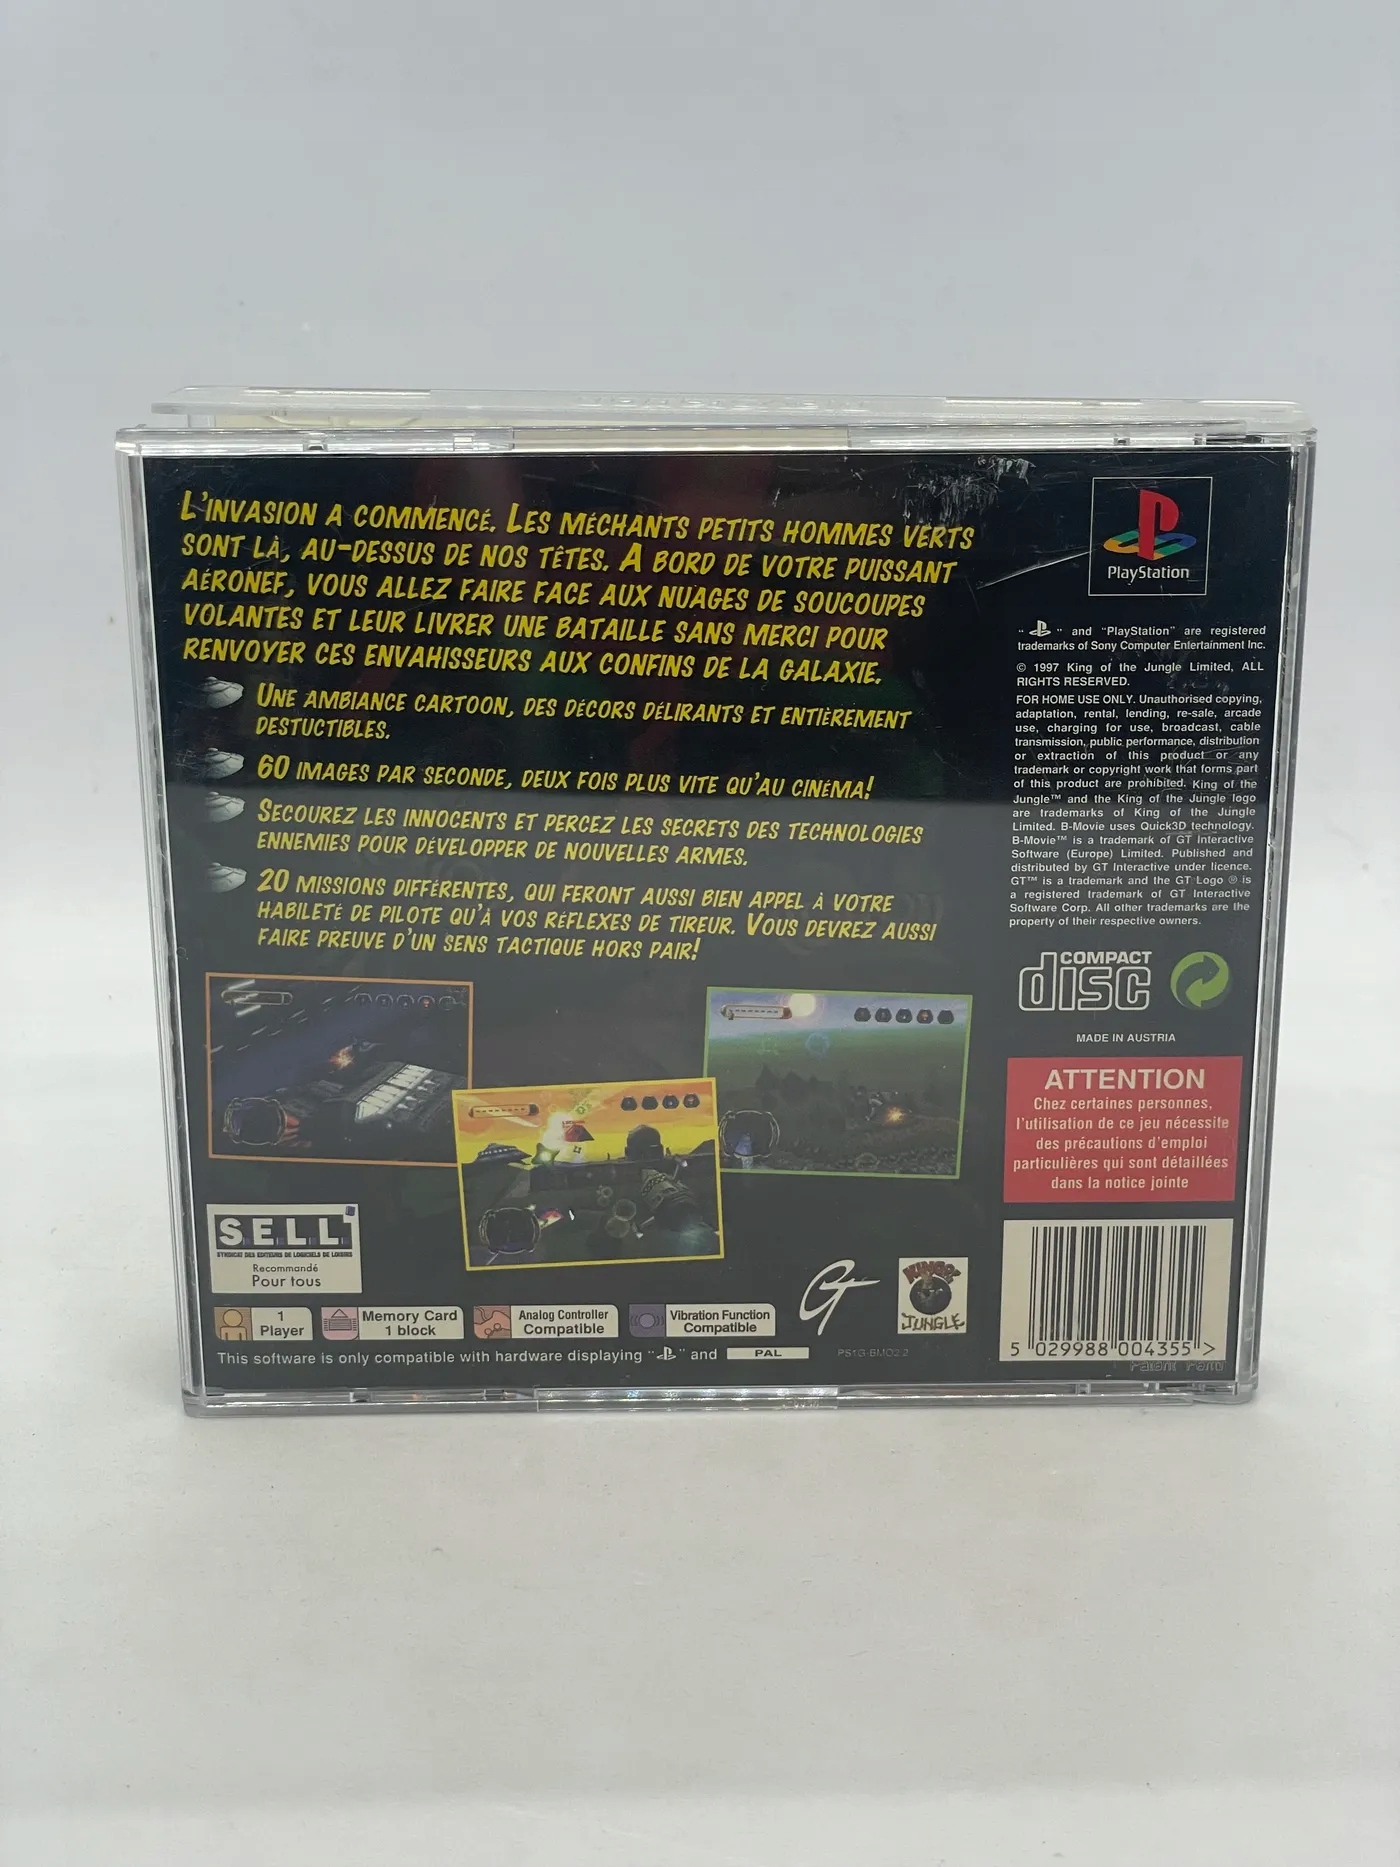 L'INVASION A COMMENCÉ. LES MÉCHANTS PETITS HOMMES VERTS
SONT LÀ, AU-DESSUS DE NOS TÊTES. A BORD DE VOTRE PUISSANT
AÉRONEF, VOUS ALLEZ FAIRE FACE AUX NUAGES DE SOUCOUPES
VOLANTES ET LEUR LIVRER UNE BATAILLE SANS MERCI POUR
RENVOYER CES ENVAHISSEURS AUX CONFINS DE LA GALAXIE.
UNE AMBIANCE CARTOON, DES DÉCORS DÉLIRANTS ET ENTIÈREMENT
DESTUCTIBLES.
60 IMAGES PAR SECONDE, DEUX FOIS PLUS VITE QU'AU CINÉMA!
SECOUREZ LES INNOCENTS ET PERCEZ LES SECRETS DES TECHNOLOGIES
ENNEMIES POUR DÉVELOPPER DE NOUVELLES ARMES.
20 MISSIONS DIFFÉRENTES, QUI FERONT AUSSI BIEN APPEL À VOTRE
HABILETÉ DE PILOTE QU'À VOS RÉFLEXES DE TIREUR. VOUS DEVREZ AUSSI
FAIRE PREUVE D'UN SENS TACTIQUE HORS PAIR!
PlayStation
" " and "PlayStation" are registered
trademarks of Sony Computer Entertainment Inc.
© 1997 King of the Jungle Limited, ALL
RIGHTS RESERVED.
FOR HOME USE ONLY. Unauthorised copying,
adaptation, rental, lending, re-sale, arcade
use, charging for use, broadcast, cable
transmission, public performance, distribution
or extraction of this product or any
trademark or copyright work that forms part
of this product are prohibited. King of the
Jungle™ and the King of the Jungle logo
are trademarks of King of the Jungle
Limited. B-Movie uses Quick3D technology.
B-Movie™ is a trademark of GT Interactive
Software (Europe) Limited. Published and
distributed by GT Interactive under licence.
GT™ is a trademark and the GT Logo ® is
a registered trademark of GT Interactive
Software Corp. All other trademarks are the
property of their respective owners.
COMPACT
disc
MADE IN AUSTRIA
ATTENTION
Chez certaines personnes,
l'utilisation de ce jeu nécessite
des précautions d'emploi
particulières qui sont détaillées
dans la notice jointe
S.E.L.L.
SYNDICAT DES EDITEURS DE LOGICIELS DE LOISIRS
Recommandé
Pour tous
1
Player
Memory Card
1 block
Analog Controller
Compatible
Vibration Function
Compatible
GT
KING OF
JUNGLE
This software is only compatible with hardware displaying " " and PAL
PS1G-BMO2.2
5 029988 004355 >